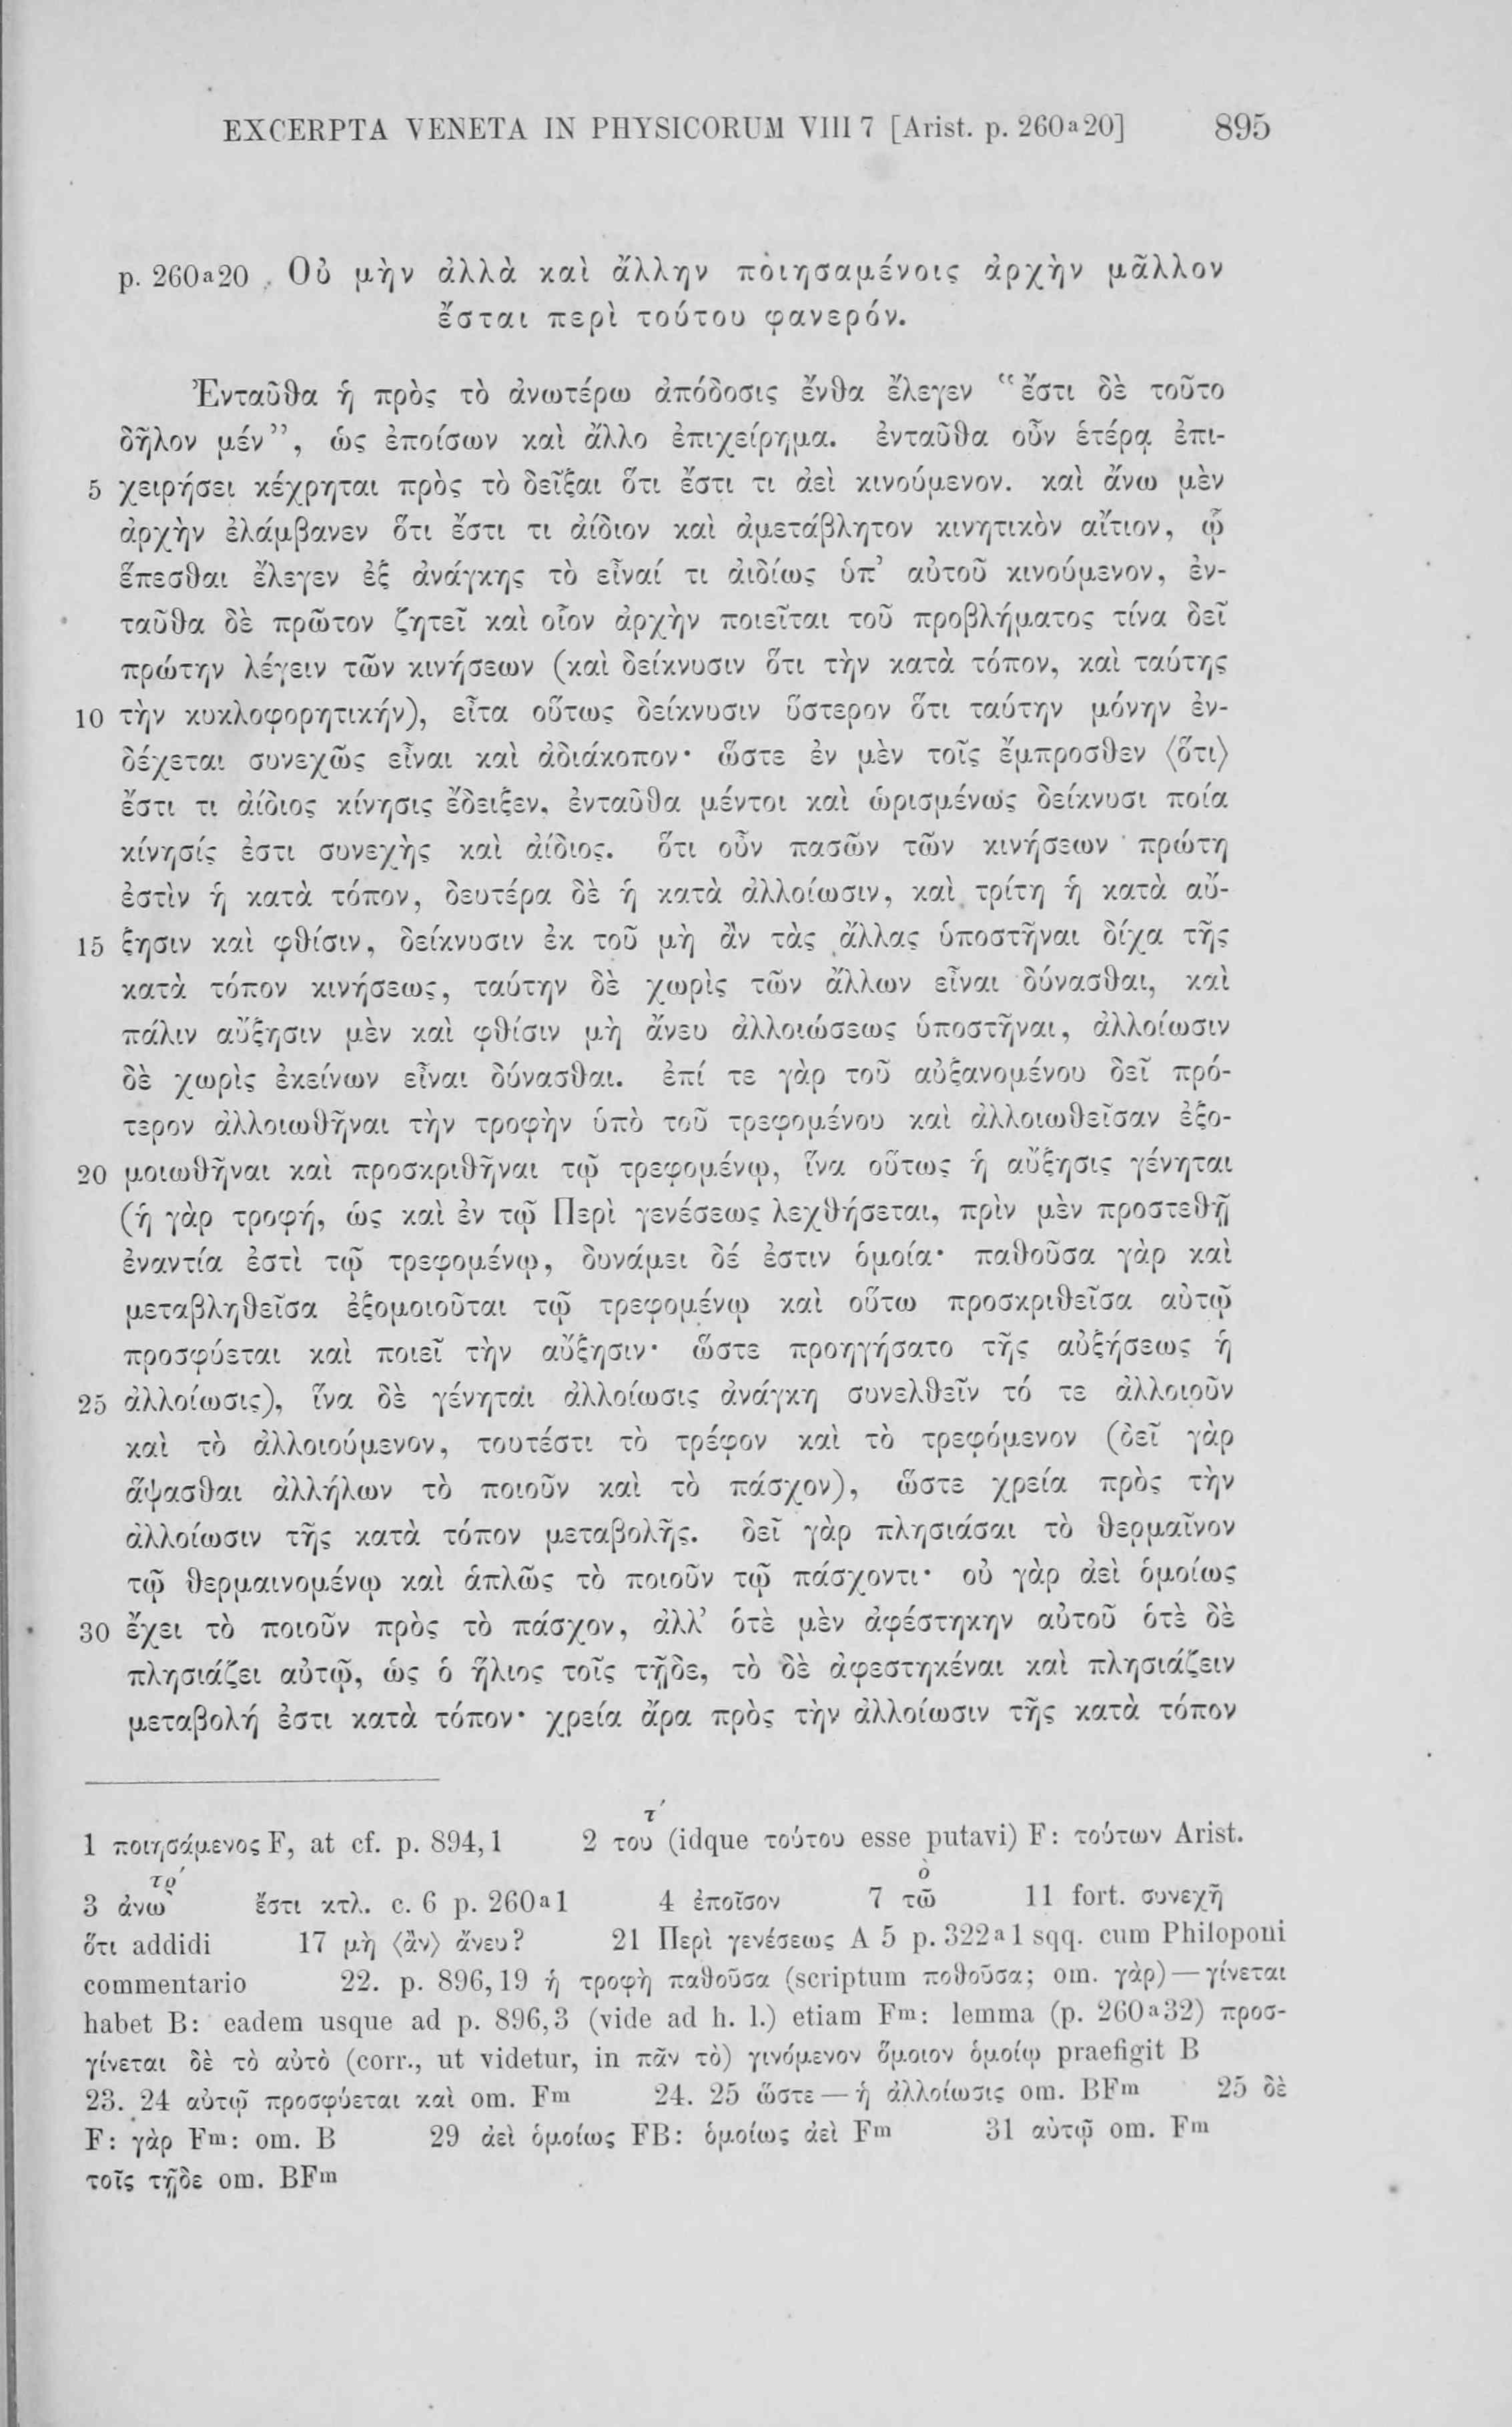 EXCERPTA VENETA IN PHYSICORUM VIII 7 [Arist. p. 260a20] 895
p. 260a20 Οὐ μὴν ἀλλὰ καὶ ἄλλην ποιησαμένοις ἀρχὴν μᾶλλον
ἔσται περὶ τούτου φανερόν.
Ἐνταῦθα ἡ πρὸς τὸ ἀνωτέρω ἀπόδοσις ἔνθα ἔλεγεν “ἔστι δὲ τοῦτο
δῆλον μέν”, ὡς ἐποίσων καὶ ἄλλο ἐπιχείρημα. ἐνταῦθα οὖν ἑτέρᾳ ἐπι-
5 χειρήσει κέχρηται πρὸς τὸ δεῖξαι ὅτι ἔστι τι ἀεὶ κινούμενον. καὶ ἄνω μὲν
ἀρχὴν ἐλάμβανεν ὅτι ἔστι τι ἀίδιον καὶ ἀμετάβλητον κινητικὸν αἴτιον, ᾧ
ἕπεσθαι ἔλεγεν ἐξ ἀνάγκης τὸ εἶναί τι ἀιδίως ὑπ’ αὐτοῦ κινούμενον, ἐν-
ταῦθα δὲ πρῶτον ζητεῖ καὶ οἷον ἀρχὴν ποιεῖται τοῦ προβλήματος τίνα δεῖ
πρώτην λέγειν τῶν κινήσεων (καὶ δείκνυσιν ὅτι τὴν κατὰ τόπον, καὶ ταύτης
10 τὴν κυκλοφορητικήν), εἶτα οὕτως δείκνυσιν ὕστερον ὅτι ταύτην μόνην ἐν-
δέχεται συνεχῶς εἶναι καὶ ἀδιάκοπον· ὥστε ἐν μὲν τοῖς ἔμπροσθεν ⟨ὅτι⟩
ἔστι τι ἀίδιος κίνησις ἔδειξεν, ἐνταῦθα μέντοι καὶ ὡρισμένως δείκνυσι ποία
κίνησίς ἐστι συνεχὴς καὶ ἀίδιος. ὅτι οὖν πασῶν τῶν κινήσεων πρώτη
ἐστὶν ἡ κατὰ τόπον, δευτέρα δὲ ἡ κατὰ ἀλλοίωσιν, καὶ τρίτη ἡ κατὰ αὔ-
15 ξησιν καὶ φθίσιν, δείκνυσιν ἐκ τοῦ μὴ ἂν τὰς ἄλλας ὑποστῆναι δίχα τῆς
κατὰ τόπον κινήσεως, ταύτην δὲ χωρὶς τῶν ἄλλων εἶναι δύνασθαι, καὶ
πάλιν αὔξησιν μὲν καὶ φθίσιν μὴ ἄνευ ἀλλοιώσεως ὑποστῆναι, ἀλλοίωσιν
δὲ χωρὶς ἐκείνων εἶναι δύνασθαι. ἐπί τε γὰρ τοῦ αὐξανομένου δεῖ πρό-
τερον ἀλλοιωθῆναι τὴν τροφὴν ὑπὸ τοῦ τρεφομένου καὶ ἀλλοιωθεῖσαν ἐξο-
20 μοιωθῆναι καὶ προσκριθῆναι τῷ τρεφομένῳ, ἵνα οὕτως ἡ αὔξησις γένηται
(ἡ γὰρ τροφή, ὡς καὶ ἐν τῷ Περὶ γενέσεως λεχθήσεται, πρὶν μὲν προστεθῇ
ἐναντία ἐστὶ τῷ τρεφομένῳ, δυνάμει δέ ἐστιν ὁμοία· παθοῦσα γὰρ καὶ
μεταβληθεῖσα ἐξομοιοῦται τῷ τρεφομένῳ καὶ οὕτω προσκριθεῖσα αὐτῷ
προσφύεται καὶ ποιεῖ τὴν αὔξησιν· ὥστε προηγήσατο τῆς αὐξήσεως ἡ
25 ἀλλοίωσις), ἵνα δὲ γένηται ἀλλοίωσις ἀνάγκη συνελθεῖν τό τε ἀλλοιοῦν
καὶ τὸ ἀλλοιούμενον, τουτέστι τὸ τρέφον καὶ τὸ τρεφόμενον (δεῖ γὰρ
ἅψασθαι ἀλλήλων τὸ ποιοῦν καὶ τὸ πάσχον), ὥστε χρεία πρὸς τὴν
ἀλλοίωσιν τῆς κατὰ τόπον μεταβολῆς. δεῖ γὰρ πλησιάσαι τὸ θερμαῖνον
τῷ θερμαινομένῳ καὶ ἁπλῶς τὸ ποιοῦν τῷ πάσχοντι· οὐ γὰρ ἀεὶ ὁμοίως
30 ἔχει τὸ ποιοῦν πρὸς τὸ πάσχον, ἀλλ’ ὁτὲ μὲν ἀφέστηκην αὐτοῦ ὁτὲ δὲ
πλησιάζει αὐτῷ, ὡς ὁ ἥλιος τοῖς τῇδε, τὸ δὲ ἀφεστηκέναι καὶ πλησιάζειν
μεταβολή ἐστι κατὰ τόπον· χρεία ἄρα πρὸς τὴν ἀλλοίωσιν τῆς κατὰ τόπον
1 ποιησάμενος F, at cf. p. 894,1 2 του τ´ (idque τούτου esse putavi) F: τούτων Arist.
3 ἀνω τρ´ ἔστι κτλ. c. 6 p. 260a1 4 ἐποῖσον 7 τῶ ὸ 11 fort. συνεχῆ
ὅτι addidi 17 μὴ ⟨ἂν⟩ ἄνευ? 21 Περὶ γενέσεως A 5 p. 322a1 sqq. cum Philoponi
commentario 22. p. 896,19 ἡ τροφὴ παθοῦσα (scriptum ποθοῦσα; om. γὰρ) — γίνεται
habet B: eadem usque ad p. 896,3 (vide ad h. l.) etiam Fm: lemma (p. 260a32) προσ-
γίνεται δὲ τὸ αὐτὸ (corr., ut videtur, in πᾶν τὸ) γινόμενον ὅμοιον ὁμοίῳ praefigit B
23. 24 αὐτῷ προσφύεται καὶ om. Fm 24. 25 ὥστε — ἡ ἀλλοίωσις om. BFm 25 δὲ
F: γὰρ Fm: om. B 29 ἀεὶ ὁμοίως FB: ὁμοίως ἀεὶ Fm 31 αὐτῷ om. Fm
τοῖς τῇδε om. BFm